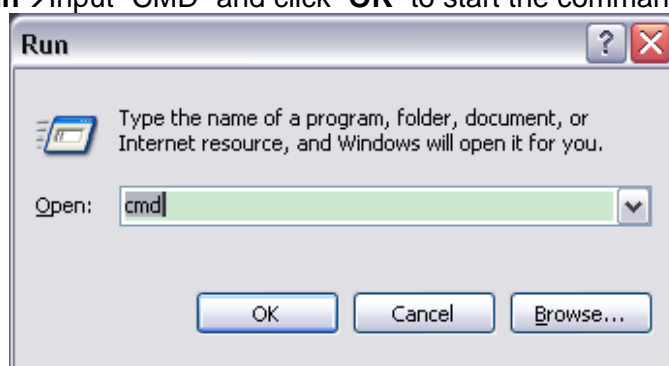 n→Input "CMD" and click "OK" to start the comman
Run
?
Type the name of a program, folder, document, or
Internet resource, and Windows will open it for you.
Open: cmd
OK Cancel Browse...